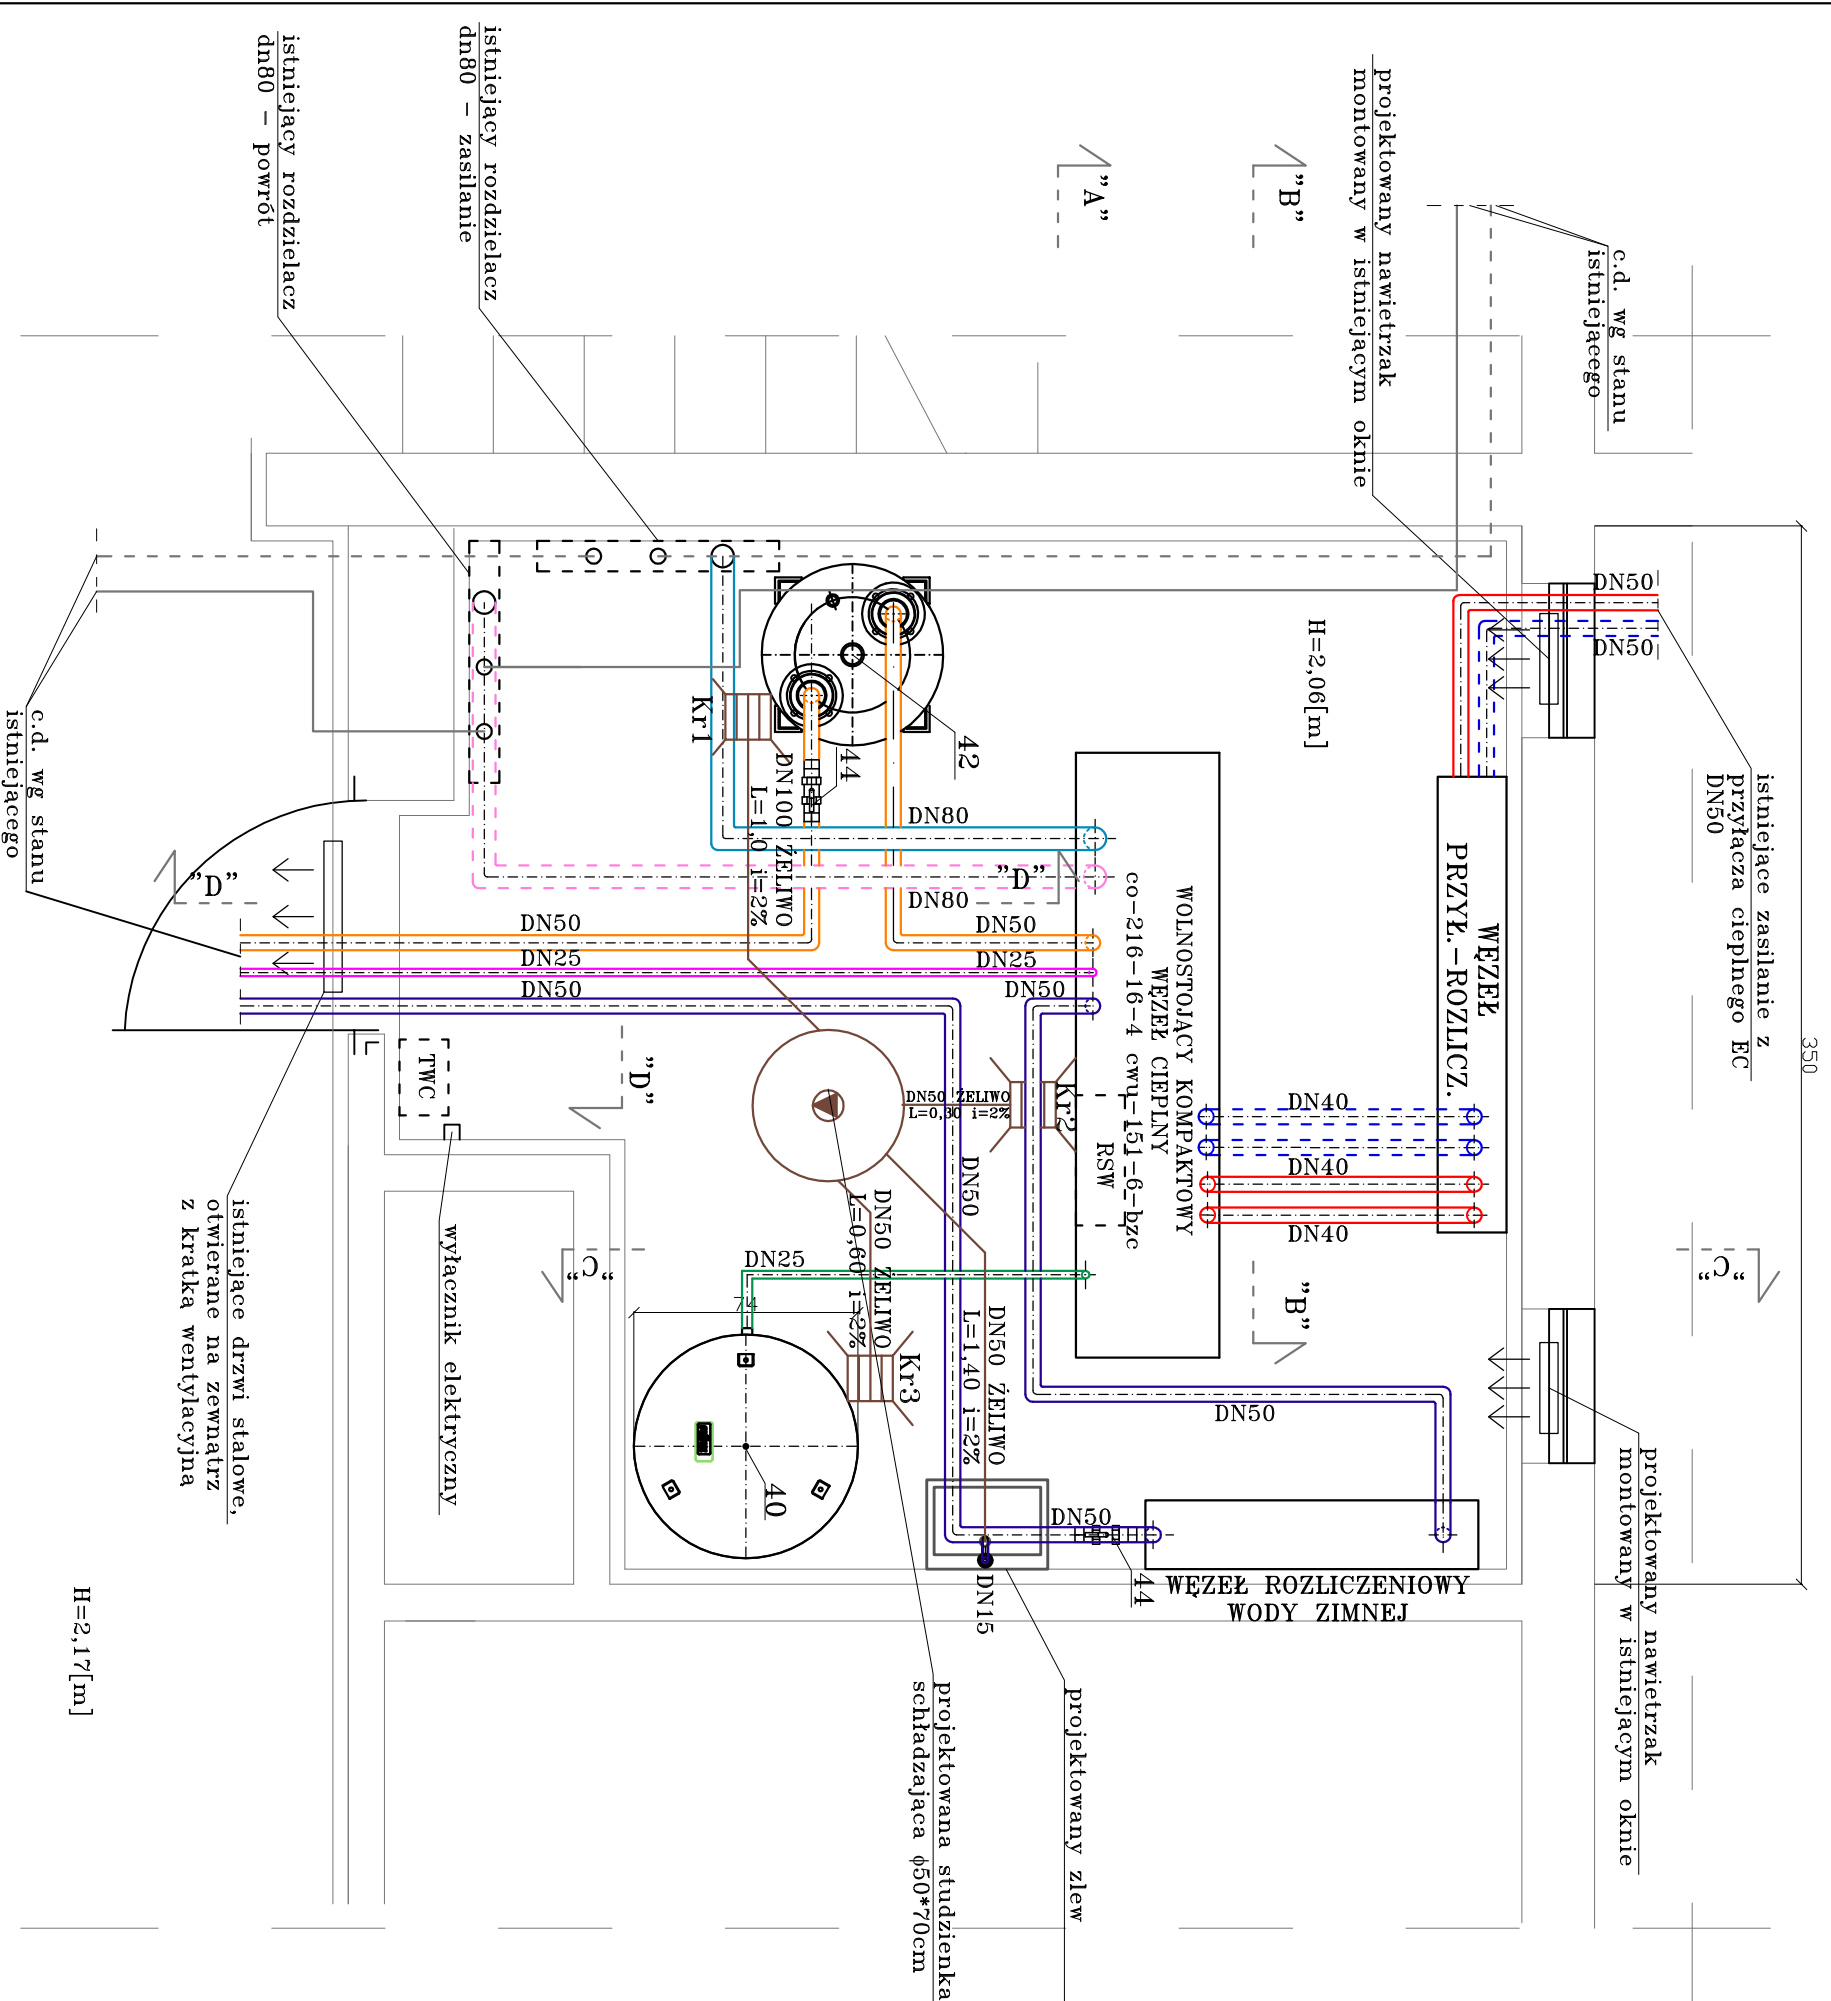 istniejący rozdzielacz
dn80 - powrót
istniejący rozdzielacz
dn80 - zasilanie
"A"
"B"
projektowany nawietrzak
montowany w istniejącym oknie
c.d. wg stanu
istniejąeego
DN50
DN50
H=2,06[m]
istniejące zasilanie z
przyłącza cieplnego EC
DN50
350
42
44
Kr1
DN100 ŻELIWO
L=1,0 i=2%
DN80
DN80
"D"
"D"
DN50
DN25
DN50
DN50
DN25
DN50
c.d. wg stanu
istniejącego
WĘZEŁ
PRZYŁ.-ROZLICZ.
WOLNOSTOJĄCY KOMPAKTOWY
WĘZEŁ CIEPLNY
co-216-16-4 cwu-151-6-bzc
RSW
TWC
"D"
DN50 ŻELIWO
L=0,30 i=2%
Kr2
DN40
DN40
DN40
DN50
DN50 ŻELIWO
L=0,60 i=2%
DN25
74
"C"
"C"
"B"
DN50 ŻELIWO
L=1,40 i=2%
Kr3
DN50
40
DN50
44
DN15
WĘZEŁ ROZLICZENIOWY
WODY ZIMNEJ
istniejące drzwi stalowe,
otwierane na zewnątrz
z kratką wentylacyjną
wyłącznik elektryczny
projektowany nawietrzak
montowany w istniejącym oknie
projektowany zlew
projektowana studzienka
schładzająca ϕ50*70cm
H=2,17[m]